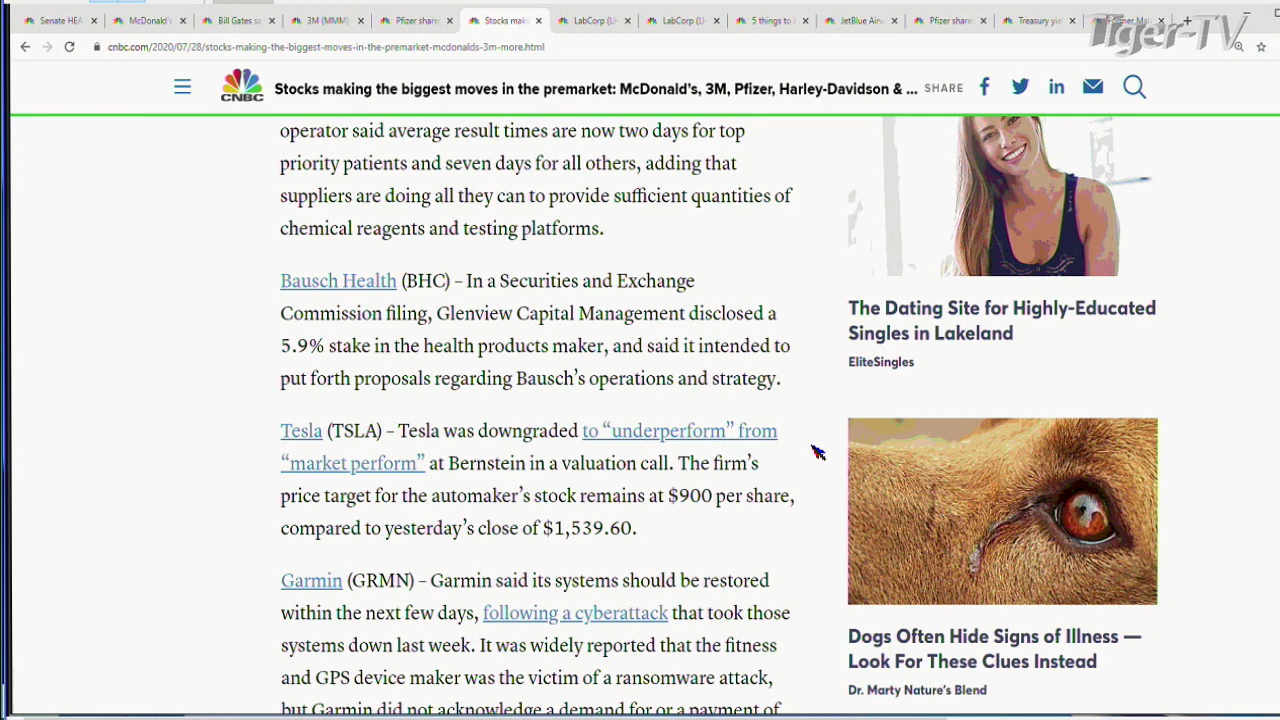 Senate HEA
McDonald's
Bill Gates sa
3M (MMM)
Pfizer share
Stocks mak
LabCorp (L
LabCorp (L
5 things to
JetBlue Airw
Pfizer share
Treasury yie
Tiger-TV
cnbc.com/2020/07/28/stocks-making-the-biggest-moves-in-the-premarket-mcdonalds-3m-more.html
CNBC
Stocks making the biggest moves in the premarket: McDonald's, 3M, Pfizer, Harley-Davidson & ...
SHARE
operator said average result times are now two days for top
priority patients and seven days for all others, adding that
suppliers are doing all they can to provide sufficient quantities of
chemical reagents and testing platforms.
Bausch Health (BHC) – In a Securities and Exchange
Commission filing, Glenview Capital Management disclosed a
5.9% stake in the health products maker, and said it intended to
put forth proposals regarding Bausch’s operations and strategy.
Tesla (TSLA) – Tesla was downgraded to “underperform” from
“market perform” at Bernstein in a valuation call. The firm’s
price target for the automaker’s stock remains at $900 per share,
compared to yesterday’s close of $1,539.60.
Garmin (GRMN) – Garmin said its systems should be restored
within the next few days, following a cyberattack that took those
systems down last week. It was widely reported that the fitness
and GPS device maker was the victim of a ransomware attack,
but Garmin did not acknowledge a demand for or a payment of
The Dating Site for Highly-Educated
Singles in Lakeland
EliteSingles
Dogs Often Hide Signs of Illness —
Look For These Clues Instead
Dr. Marty Nature's Blend